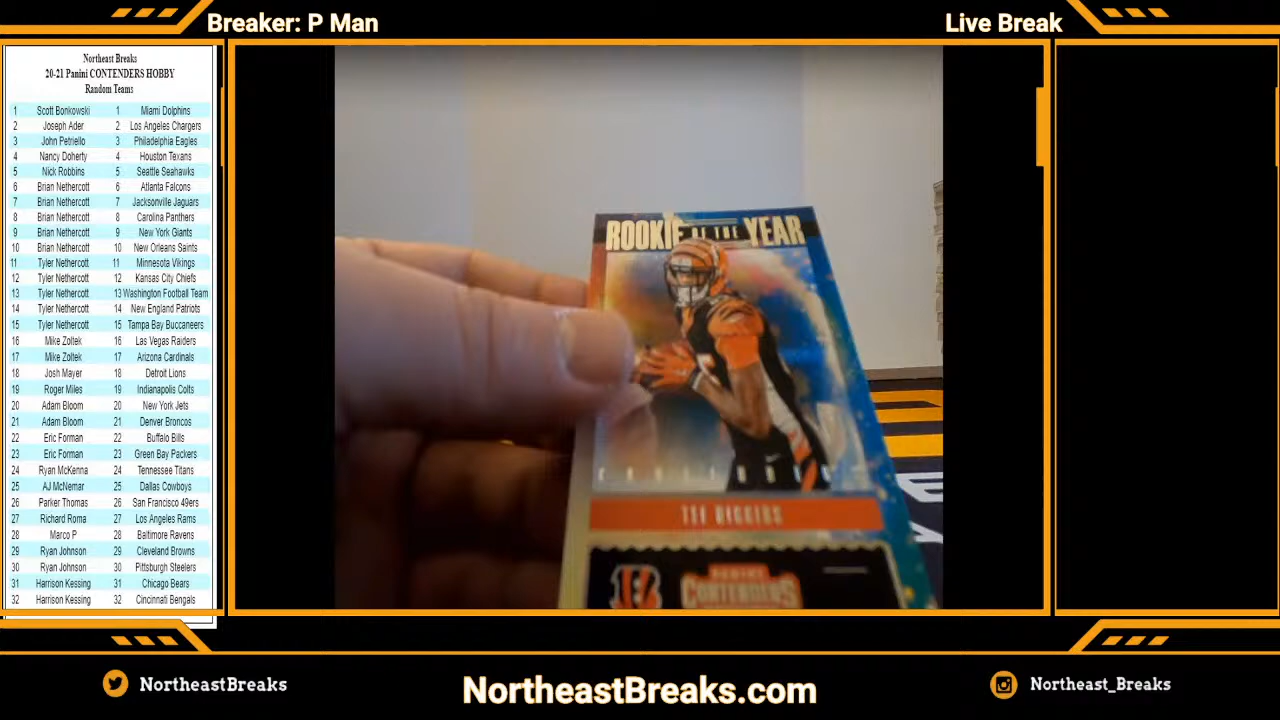 Breaker: P Man
Live Break
Northeast Breaks
20-21 Panini CONTENDERS HOBBY
Random Teams
1 Scott Bonkowski 1 Miami Dolphins
2 Joseph Ader 2 Los Angeles Chargers
3 John Petriello 3 Philadelphia Eagles
4 Nancy Doherty 4 Houston Texans
5 Nick Robbins 5 Seattle Seahawks
6 Brian Nethercott 6 Atlanta Falcons
7 Brian Nethercott 7 Jacksonville Jaguars
8 Brian Nethercott 8 Carolina Panthers
9 Brian Nethercott 9 New York Giants
10 Brian Nethercott 10 New Orleans Saints
11 Tyler Nethercott 11 Minnesota Vikings
12 Tyler Nethercott 12 Kansas City Chiefs
13 Tyler Nethercott 13 Washington Football Team
14 Tyler Nethercott 14 New England Patriots
15 Tyler Nethercott 15 Tampa Bay Buccaneers
16 Mike Zoltek 16 Las Vegas Raiders
17 Mike Zoltek 17 Arizona Cardinals
18 Josh Mayer 18 Detroit Lions
19 Roger Miles 19 Indianapolis Colts
20 Adam Bloom 20 New York Jets
21 Adam Bloom 21 Denver Broncos
22 Eric Forman 22 Buffalo Bills
23 Eric Forman 23 Green Bay Packers
24 Ryan McKenna 24 Tennessee Titans
25 AJ McNemar 25 Dallas Cowboys
26 Parker Thomas 26 San Francisco 49ers
27 Richard Roma 27 Los Angeles Rams
28 Marco P 28 Baltimore Ravens
29 Ryan Johnson 29 Cleveland Browns
30 Ryan Johnson 30 Pittsburgh Steelers
31 Harrison Kessing 31 Chicago Bears
32 Harrison Kessing 32 Cincinnati Bengals
ROOKIE OF THE YEAR
CONTENDERS
TEE HIGGINS
PANINI
CONTENDERS
NortheastBreaks
NortheastBreaks.com
Northeast_Breaks